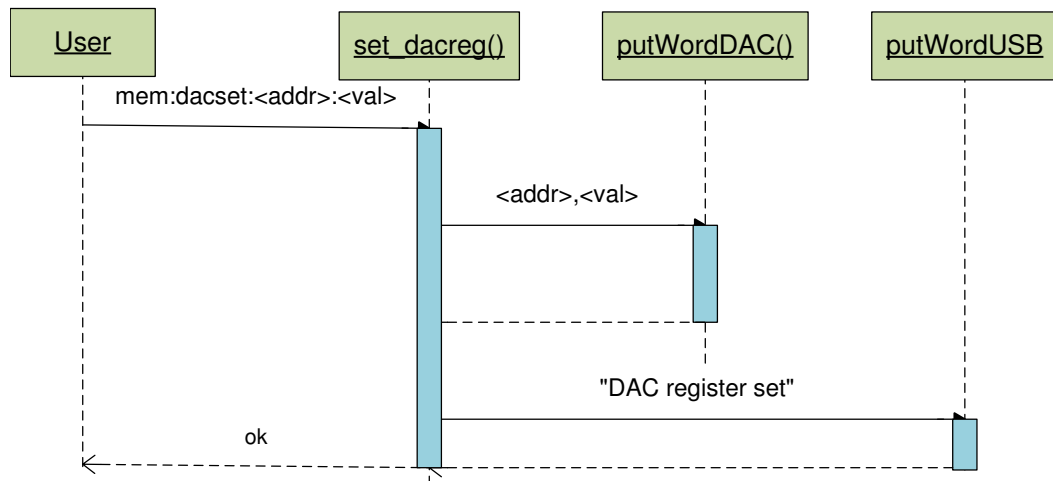 User
set_dacreg()
putWordDAC()
putWordUSB
mem:dacset:<addr>:<val>
<addr>,<val>
"DAC register set"
ok